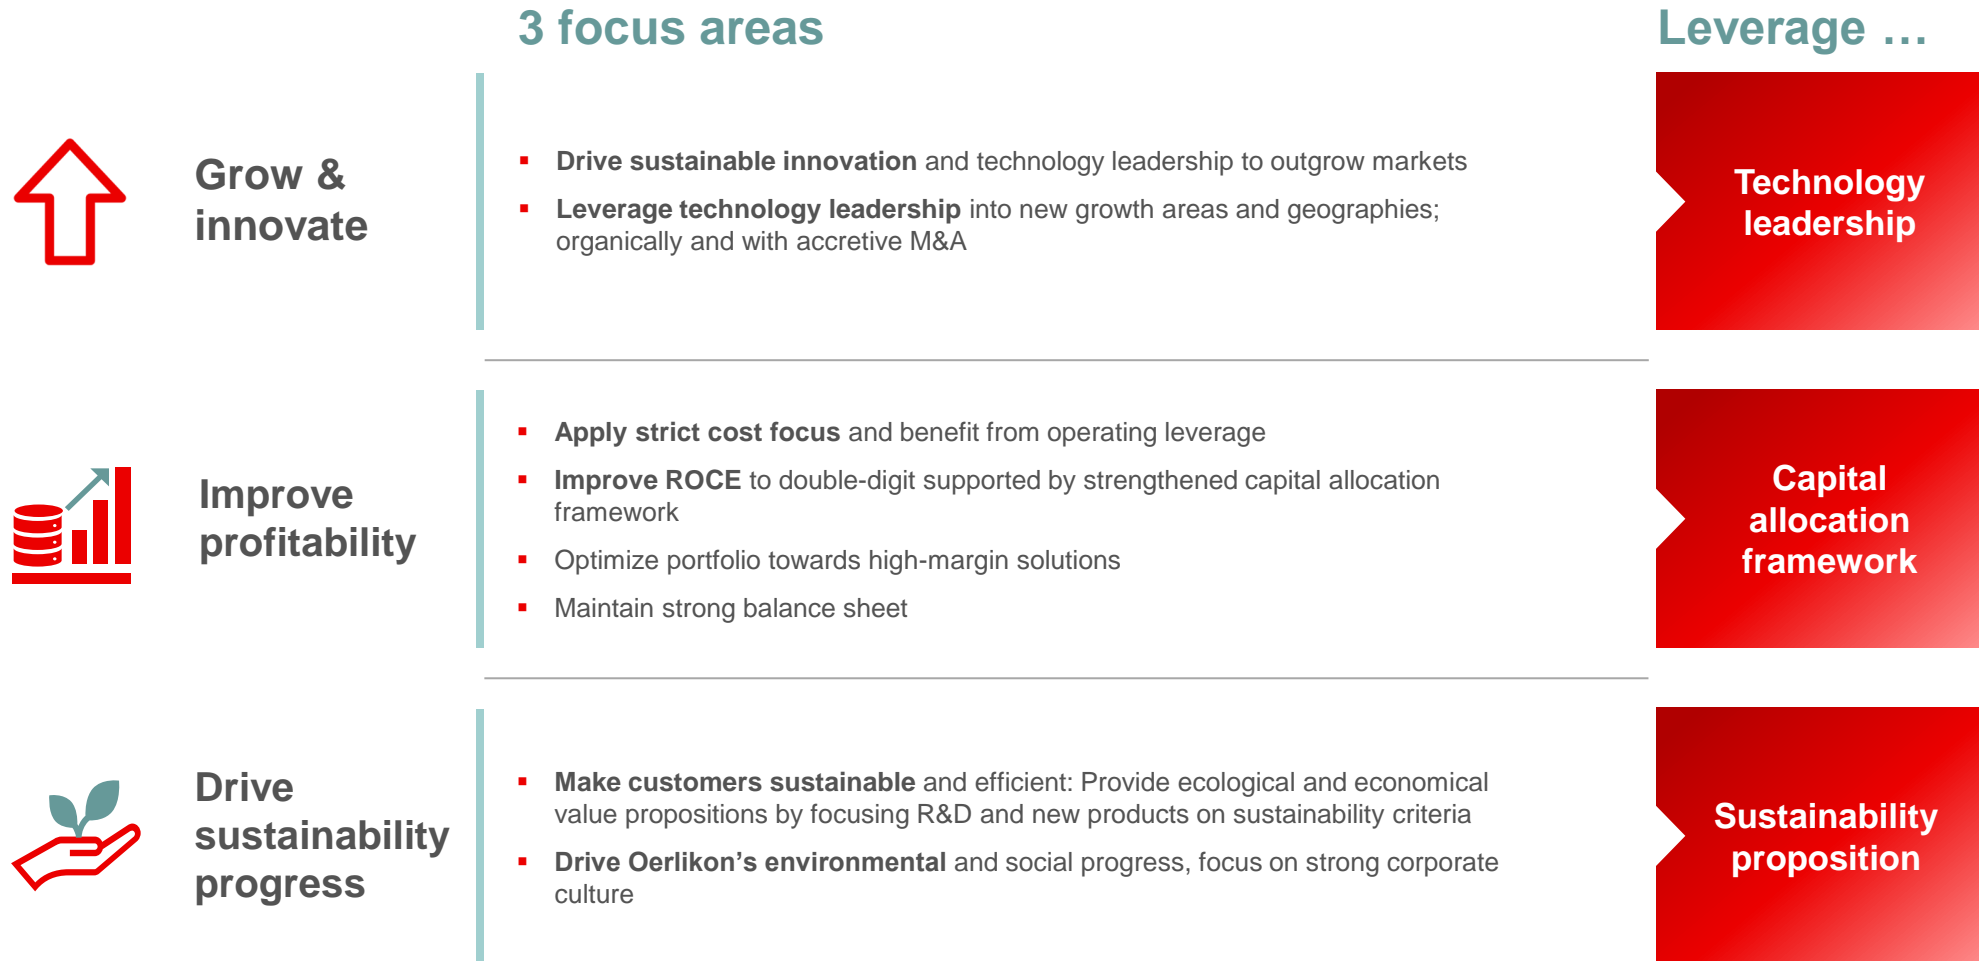 3 focus areas
Leverage …
Grow &
innovate
▪ Drive sustainable innovation and technology leadership to outgrow markets
▪ Leverage technology leadership into new growth areas and geographies;
organically and with accretive M&A
Technology
leadership
Improve
profitability
▪ Apply strict cost focus and benefit from operating leverage
▪ Improve ROCE to double-digit supported by strengthened capital allocation
framework
▪ Optimize portfolio towards high-margin solutions
▪ Maintain strong balance sheet
Capital
allocation
framework
Drive
sustainability
progress
▪ Make customers sustainable and efficient: Provide ecological and economical
value propositions by focusing R&D and new products on sustainability criteria
▪ Drive Oerlikon’s environmental and social progress, focus on strong corporate
culture
Sustainability
proposition